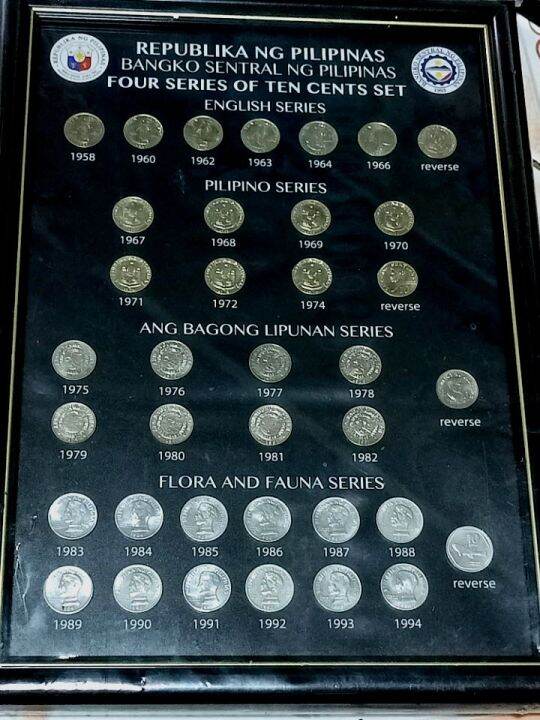 REPUBLIKA NG PILIPINAS
BANGKO SENTRAL NG PILIPINAS
FOUR SERIES OF TEN CENTS SET
ENGLISH SERIES
1958 1960 1962 1963 1964 1966 reverse
PILIPINO SERIES
1967 1968 1969 1970
1971 1972 1974 reverse
ANG BAGONG LIPUNAN SERIES
1975 1976 1977 1978
reverse
1979 1980 1981 1982
FLORA AND FAUNA SERIES
1983 1984 1985 1986 1987 1988
reverse
1989 1990 1991 1992 1993 1994